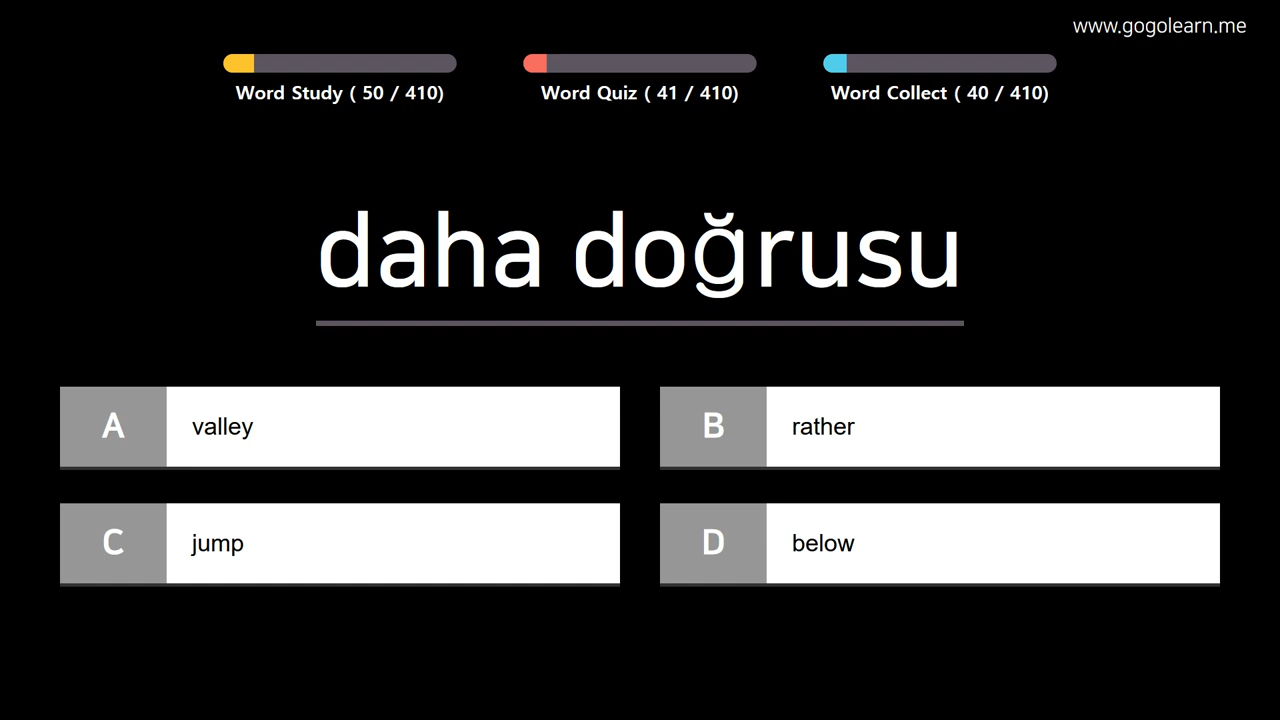 www.gogolearn.me
Word Study ( 50 / 410)
Word Quiz ( 41 / 410)
Word Collect ( 40 / 410)
daha doğrusu
A valley
B rather
C jump
D below